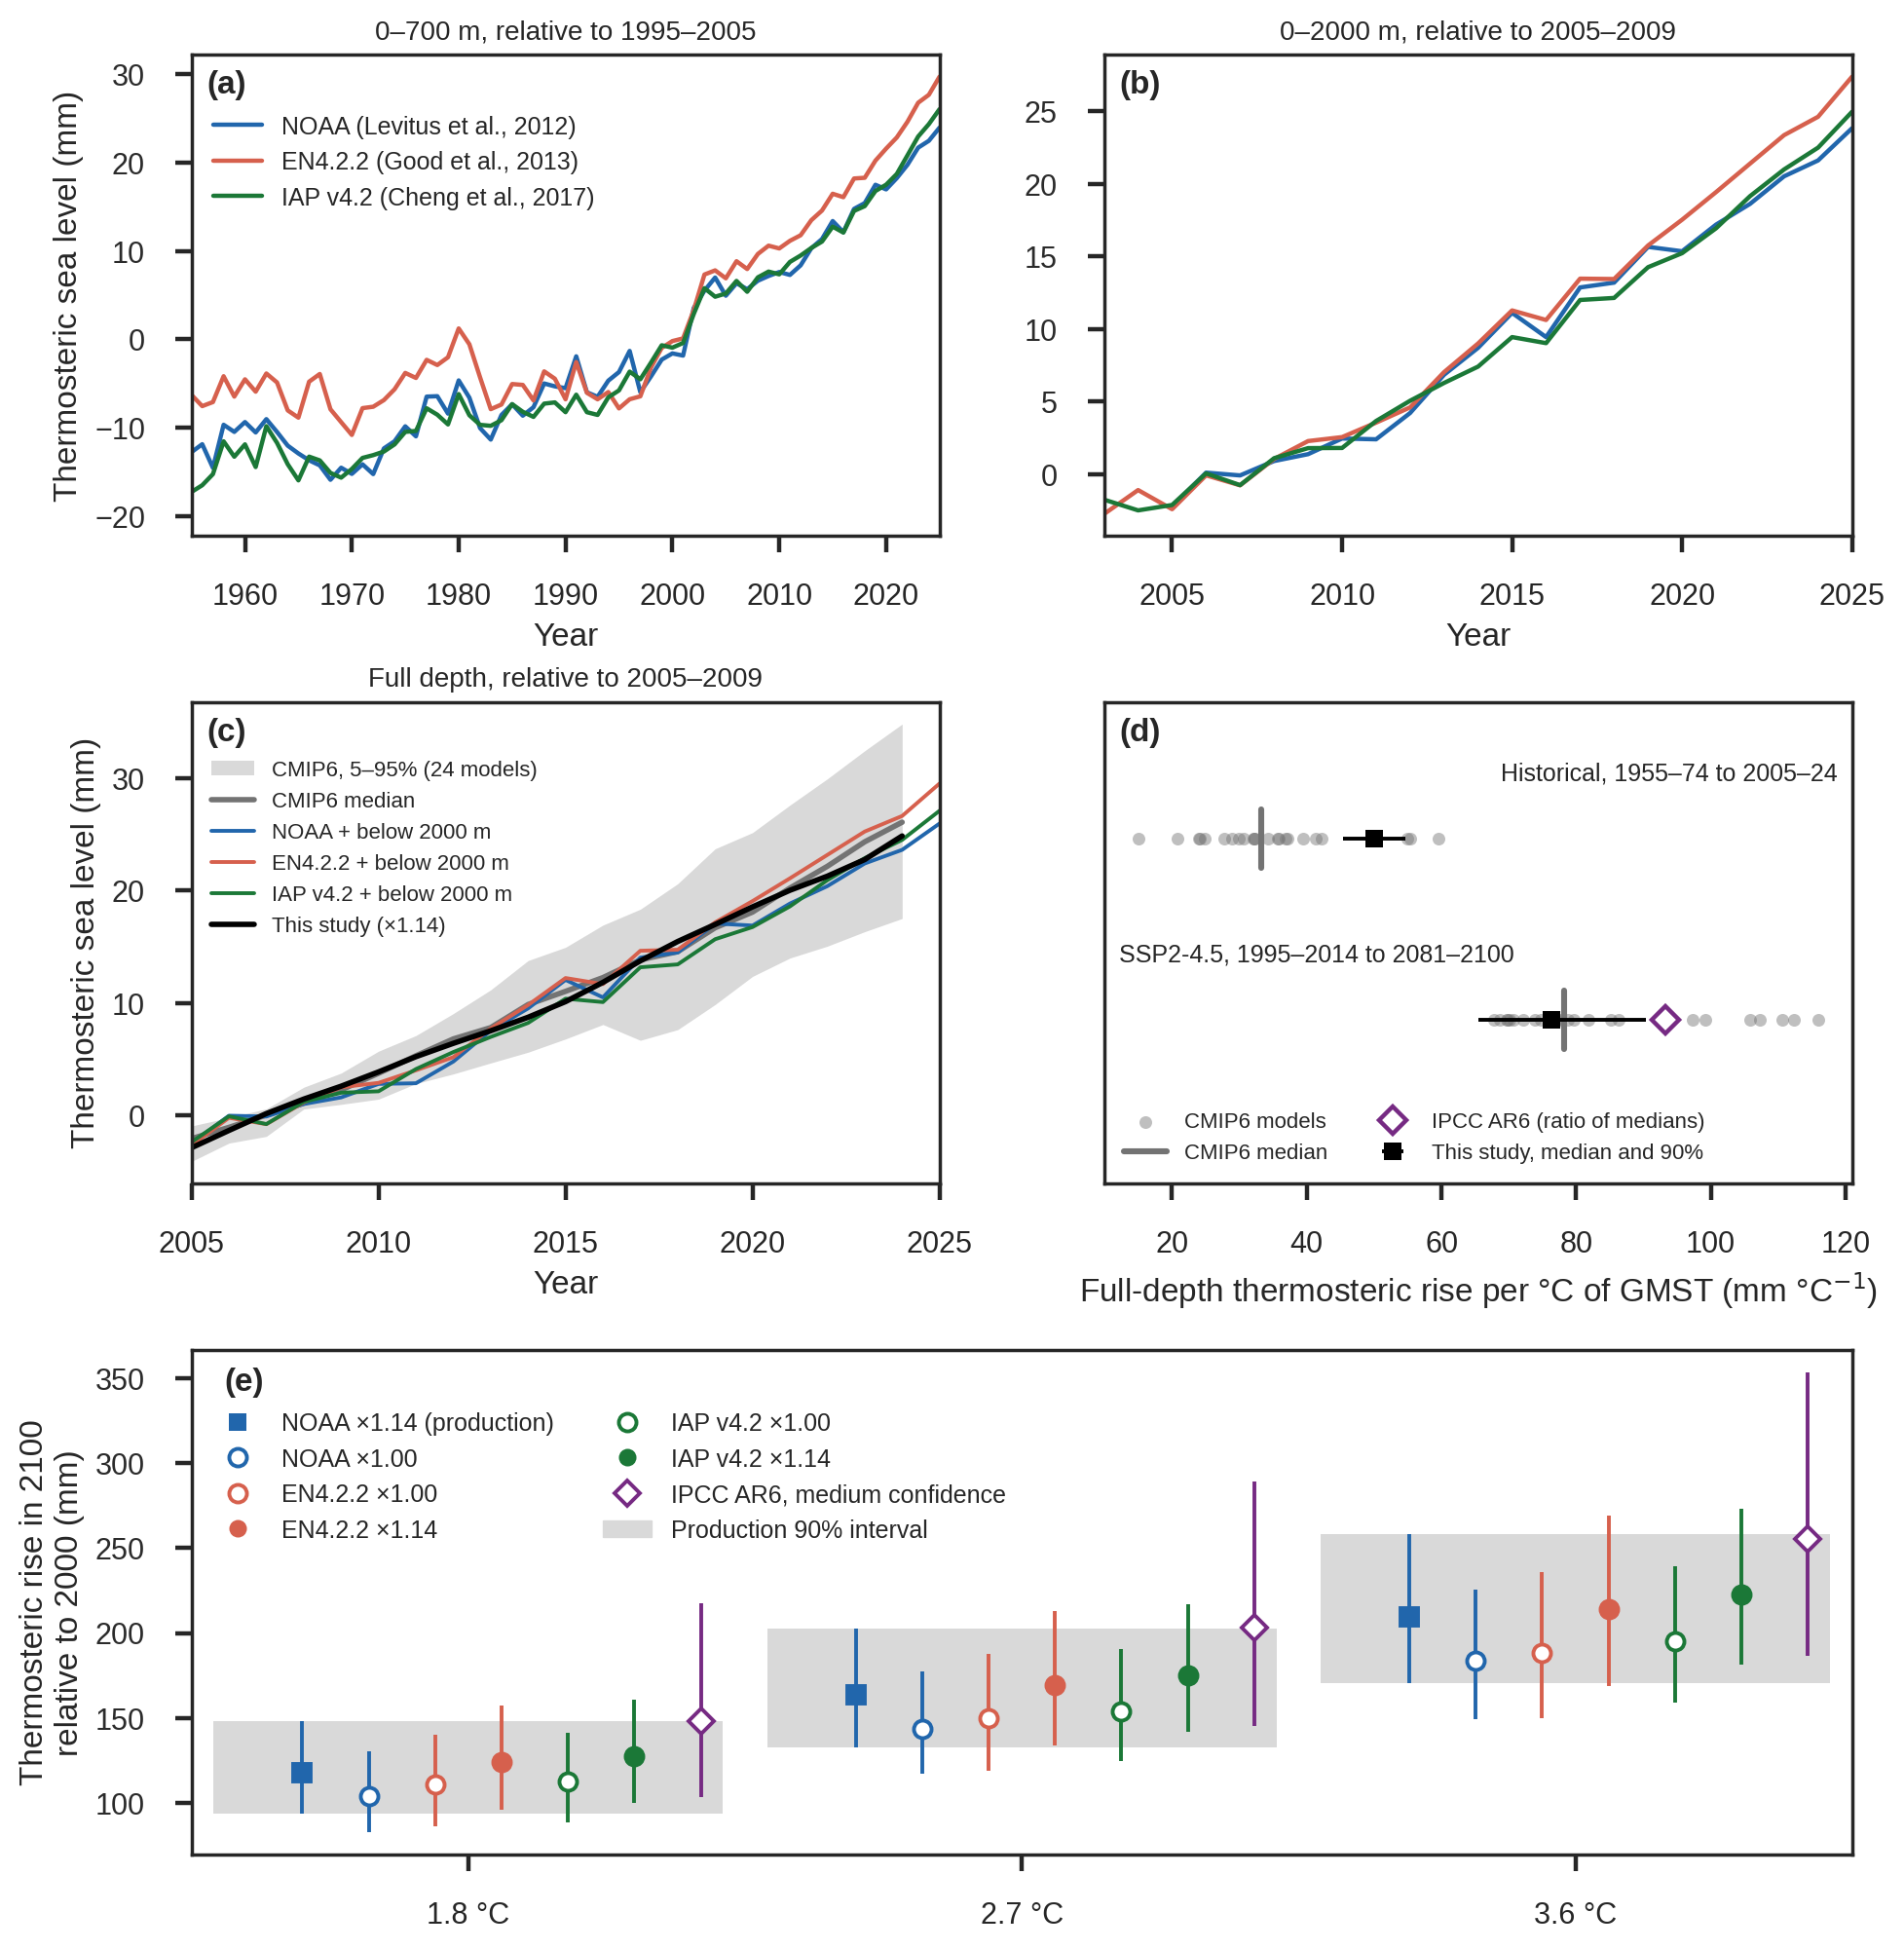 0–700 m, relative to 1995–2005
(a)
NOAA (Levitus et al., 2012)
EN4.2.2 (Good et al., 2013)
IAP v4.2 (Cheng et al., 2017)
Thermosteric sea level (mm)
30
20
10
0
−10
−20
1960 1970 1980 1990 2000 2010 2020
Year
0–2000 m, relative to 2005–2009
(b)
25
20
15
10
5
0
2005 2010 2015 2020 2025
Year
Full depth, relative to 2005–2009
(c)
CMIP6, 5–95% (24 models)
CMIP6 median
NOAA + below 2000 m
EN4.2.2 + below 2000 m
IAP v4.2 + below 2000 m
This study (×1.14)
Thermosteric sea level (mm)
30
20
10
0
2005 2010 2015 2020 2025
Year
(d)
Historical, 1955–74 to 2005–24
SSP2-4.5, 1995–2014 to 2081–2100
CMIP6 models
CMIP6 median
IPCC AR6 (ratio of medians)
This study, median and 90%
20 40 60 80 100 120
Full-depth thermosteric rise per °C of GMST (mm °C⁻¹)
(e)
NOAA ×1.14 (production)
NOAA ×1.00
EN4.2.2 ×1.00
EN4.2.2 ×1.14
IAP v4.2 ×1.00
IAP v4.2 ×1.14
IPCC AR6, medium confidence
Production 90% interval
Thermosteric rise in 2100
relative to 2000 (mm)
350
300
250
200
150
100
1.8 °C 2.7 °C 3.6 °C